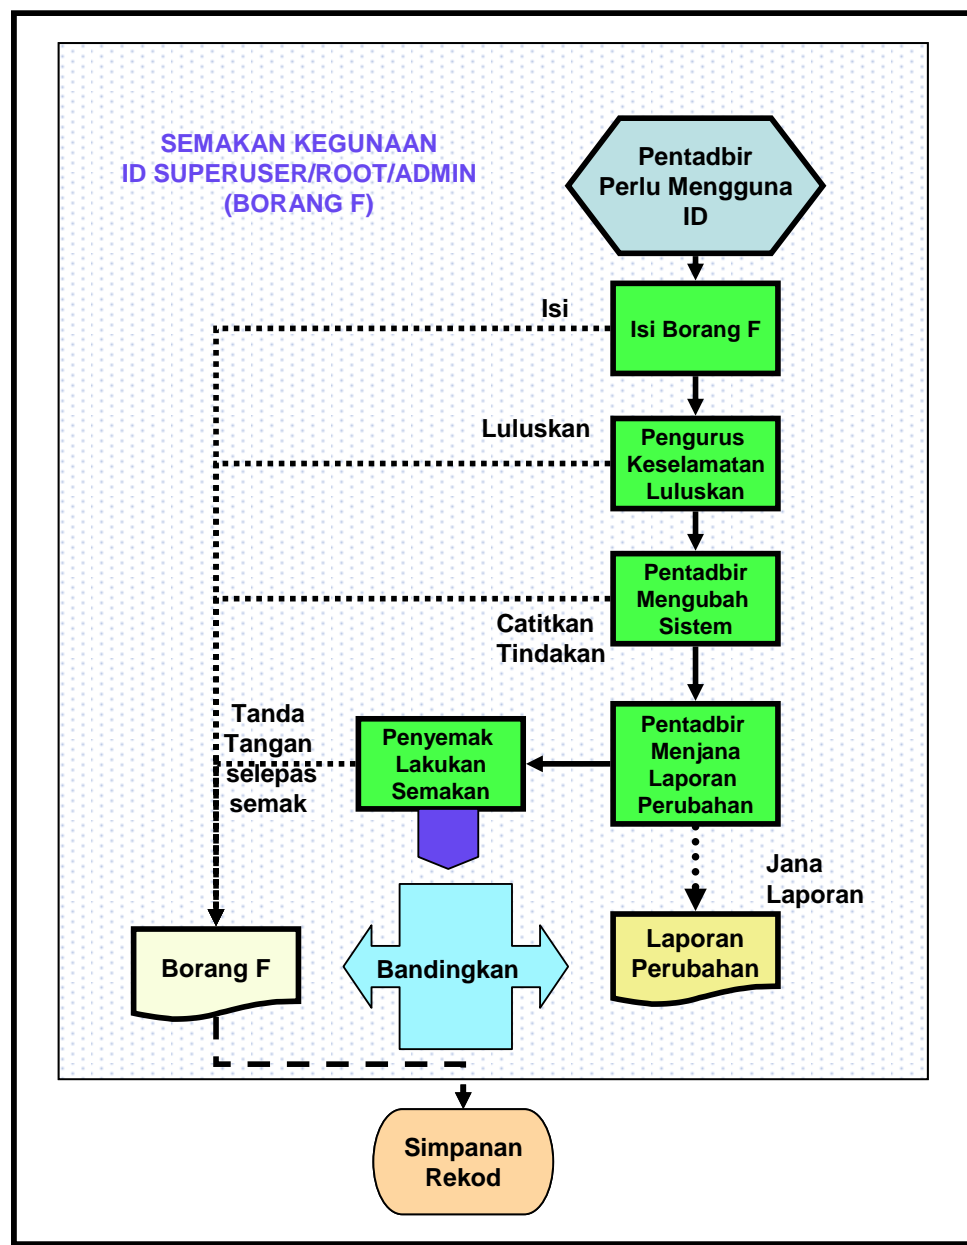 SEMAKAN KEGUNAAN
ID SUPERUSER/ROOT/ADMIN
(BORANG F)
Pentadbir
Perlu Mengguna
ID
Isi
Isi Borang F
Luluskan
Pengurus
Keselamatan
Luluskan
Pentadbir
Mengubah
Sistem
Catitkan
Tindakan
Tanda
Tangan
selepas
semak
Penyemak
Lakukan
Semakan
Pentadbir
Menjana
Laporan
Perubahan
Jana
Laporan
Borang F
Bandingkan
Laporan
Perubahan
Simpanan
Rekod